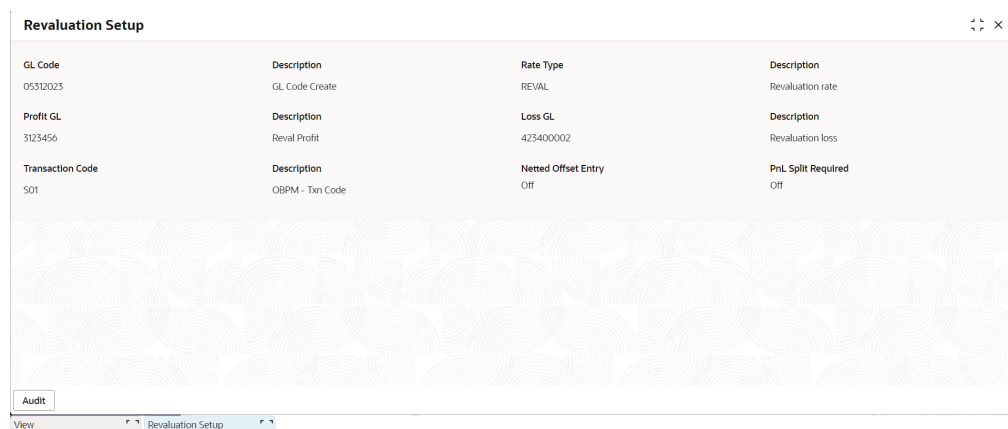 Revaluation Setup
GL Code Description Rate Type Description
05312023 GL Code Create REVAL Revaluation rate
Profit GL Description Loss GL Description
3123456 Reval Profit 423400002 Revaluation loss
Transaction Code Description Netted Offset Entry PnL Split Required
S01 OBPM - Txn Code Off Off
Audit
View Revaluation Setup